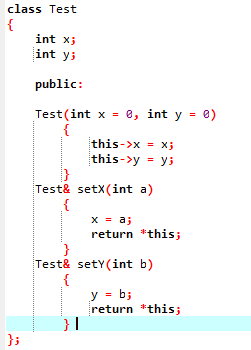 class Test
{
    int x;
    int y;
    public:
    Test(int x = 0, int y = 0)
        {
            this->x = x;
            this->y = y;
        }
    Test& setX(int a)
        {
            x = a;
            return *this;
        }
    Test& setY(int b)
        {
            y = b;
            return *this;
        }
};